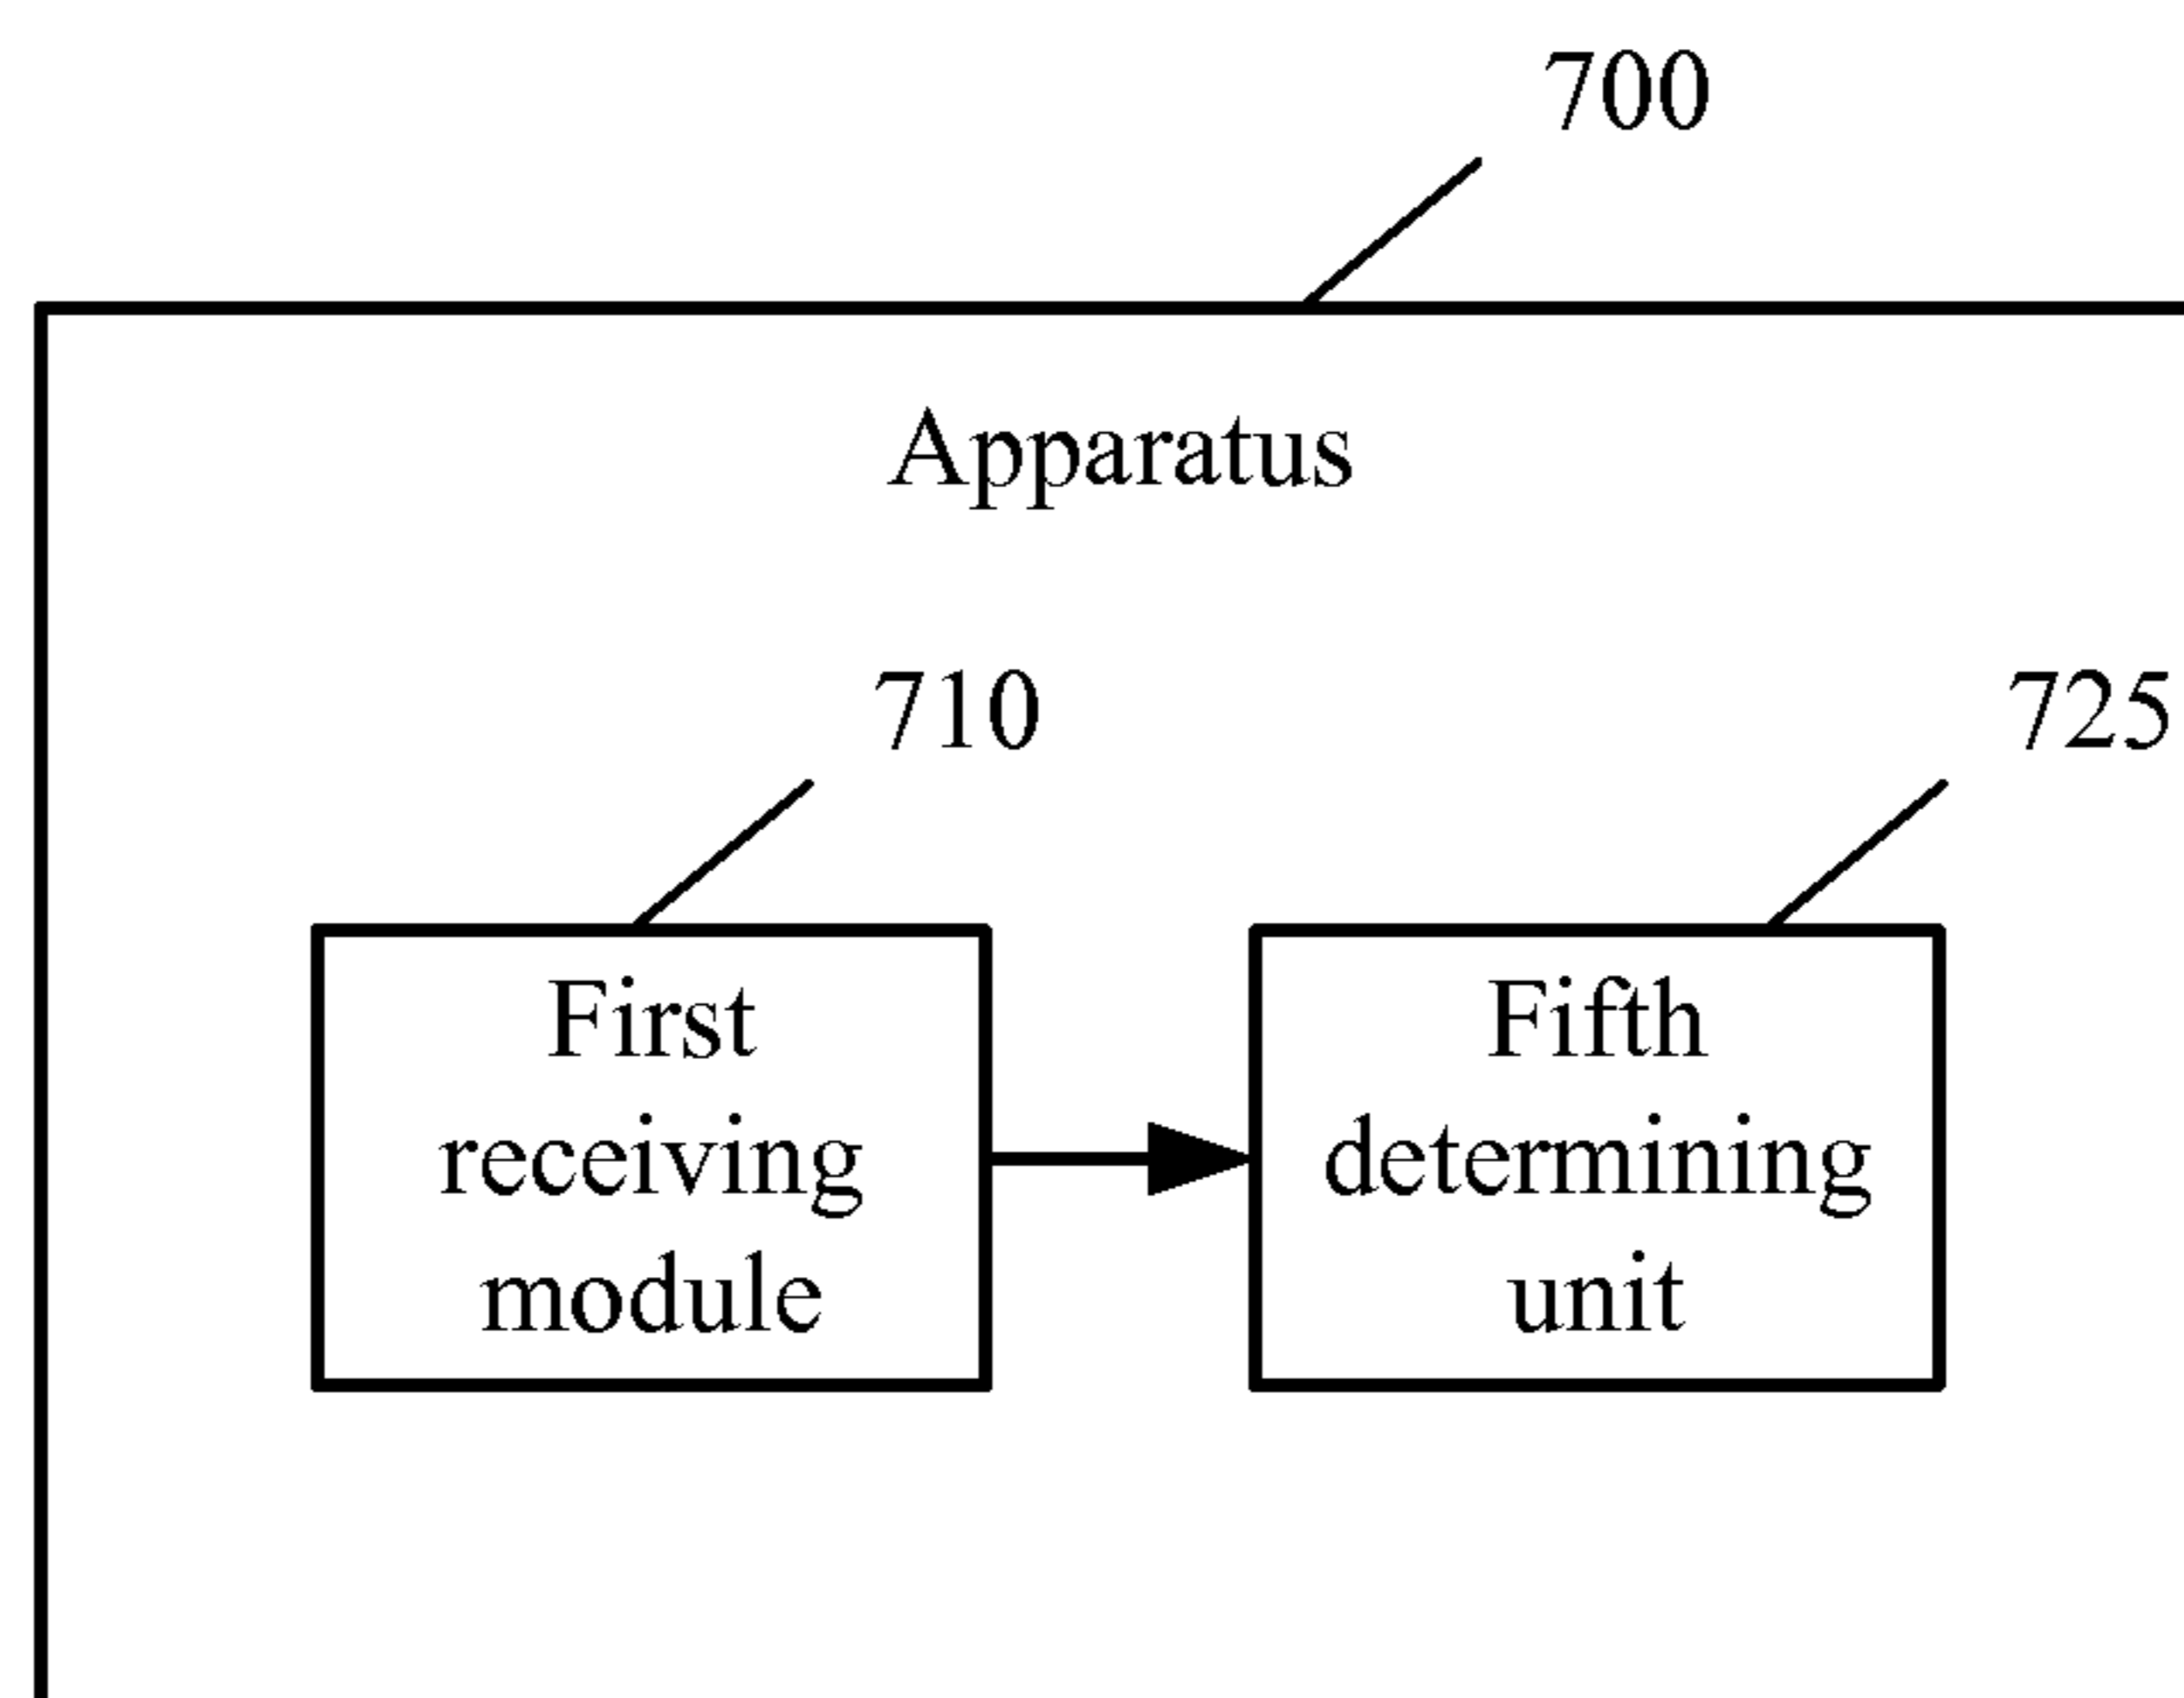 700
Apparatus
710
725
First
receiving
module
Fifth
determining
unit